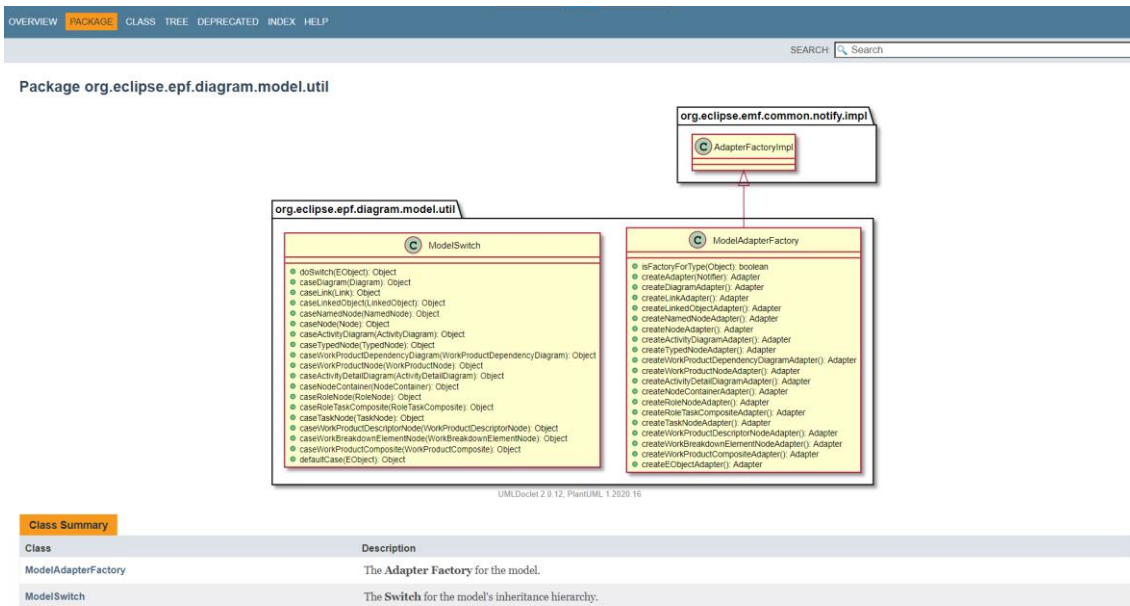 OVERVIEW PACKAGE CLASS TREE DEPRECATED INDEX HELP
SEARCH: Search
Package org.eclipse.epf.diagram.model.util
org.eclipse.emf.common.notify.impl
C AdapterFactoryImpl
org.eclipse.epf.diagram.model.util
C ModelSwitch
doSwitch(EObject): Object
caseDiagram(Diagram): Object
caseLink(Link): Object
caseLinkedObject(LinkedObject): Object
caseNamedNode(NamedNode): Object
caseNode(Node): Object
caseActivityDiagram(ActivityDiagram): Object
caseTypedNode(TypedNode): Object
caseWorkProductDependencyDiagram(WorkProductDependencyDiagram): Object
caseWorkProductNode(WorkProductNode): Object
caseActivityDetailDiagram(ActivityDetailDiagram): Object
caseNodeContainer(NodeContainer): Object
caseRoleNode(RoleNode): Object
caseRoleTaskComposite(RoleTaskComposite): Object
caseTaskNode(TaskNode): Object
caseWorkProductDescriptorNode(WorkProductDescriptorNode): Object
caseWorkBreakdownElementNode(WorkBreakdownElementNode): Object
caseWorkProductComposite(WorkProductComposite): Object
defaultCase(EObject): Object
C ModelAdapterFactory
isFactoryForType(Object): boolean
createAdapter(Notifier): Adapter
createDiagramAdapter(): Adapter
createLinkAdapter(): Adapter
createLinkedObjectAdapter(): Adapter
createNamedNodeAdapter(): Adapter
createNodeAdapter(): Adapter
createActivityDiagramAdapter(): Adapter
createTypedNodeAdapter(): Adapter
createWorkProductDependencyDiagramAdapter(): Adapter
createWorkProductNodeAdapter(): Adapter
createActivityDetailDiagramAdapter(): Adapter
createNodeContainerAdapter(): Adapter
createRoleNodeAdapter(): Adapter
createRoleTaskCompositeAdapter(): Adapter
createTaskNodeAdapter(): Adapter
createWorkProductDescriptorNodeAdapter(): Adapter
createWorkBreakdownElementNodeAdapter(): Adapter
createWorkProductCompositeAdapter(): Adapter
createEObjectAdapter(): Adapter
UMLDoclet 2.0.12, PlantUML 1.2020.16
Class Summary
Class Description
ModelAdapterFactory The Adapter Factory for the model.
ModelSwitch The Switch for the model's inheritance hierarchy.